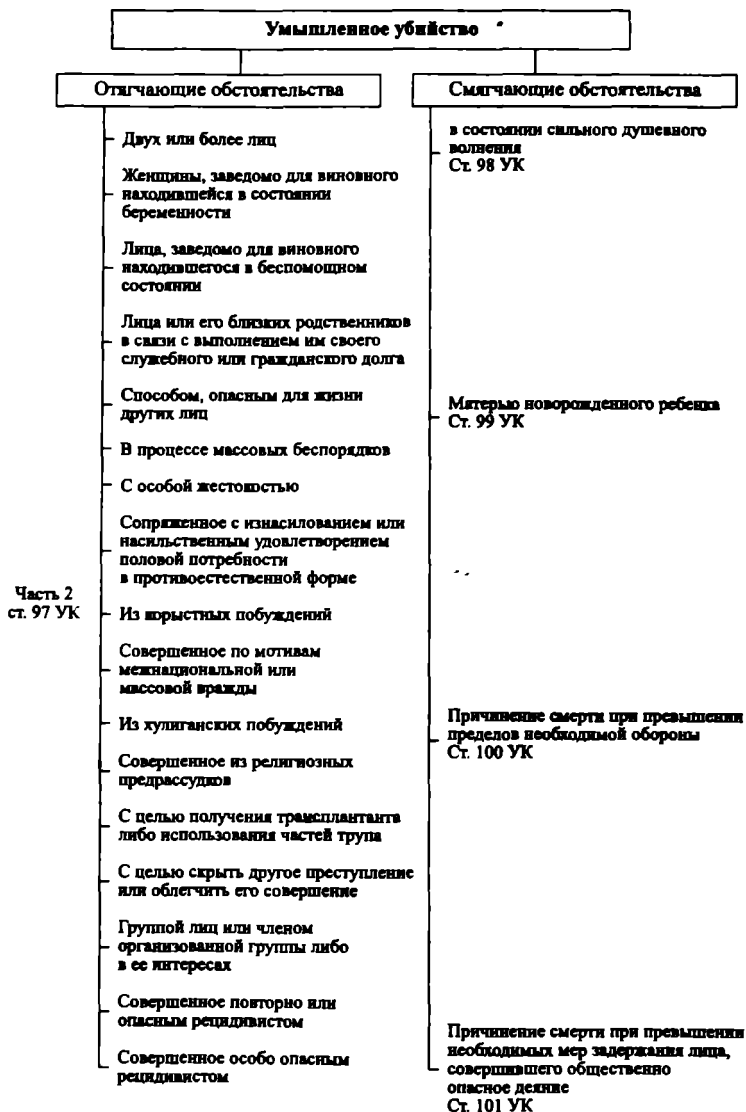 Умышленное убийство
Отягчающие обстоятельства
Двух или более лиц
Женщины, заведомо для виновного
находившейся в состоянии
беременности
Лица, заведомо для виновного
находившегося в беспомощном
состоянии
Лица или его близких родственников
в связи с выполнением им своего
служебного или гражданского долга
Способом, опасным для жизни
других лиц
В процессе массовых беспорядков
С особой жестокостью
Сопряженное с изнасилованием или
насильственным удовлетворением
половой потребности
в противоестественной форме
Часть 2
ст. 97 УК
Из корыстных побуждений
Совершенное по мотивам
межнациональной или
массовой вражды
Из хулиганских побуждений
Совершенное из религиозных
предрассудков
С целью получения трансплантанта
либо использования частей трупа
С целью скрыть другое преступление
или облегчить его совершение
Группой лиц или членом
организованной группы либо
в ее интересах
Совершенное повторно или
опасным рецидивистом
Совершенное особо опасным
рецидивистом
Смягчающие обстоятельства
в состоянии сильного душевного
волнения
Ст. 98 УК
Матерью новорожденного ребенка
Ст. 99 УК
Причинение смерти при превышении
пределов необходимой обороны
Ст. 100 УК
Причинение смерти при превышении
необходимых мер задержания лица,
совершившего общественно
опасное деяние
Ст. 101 УК